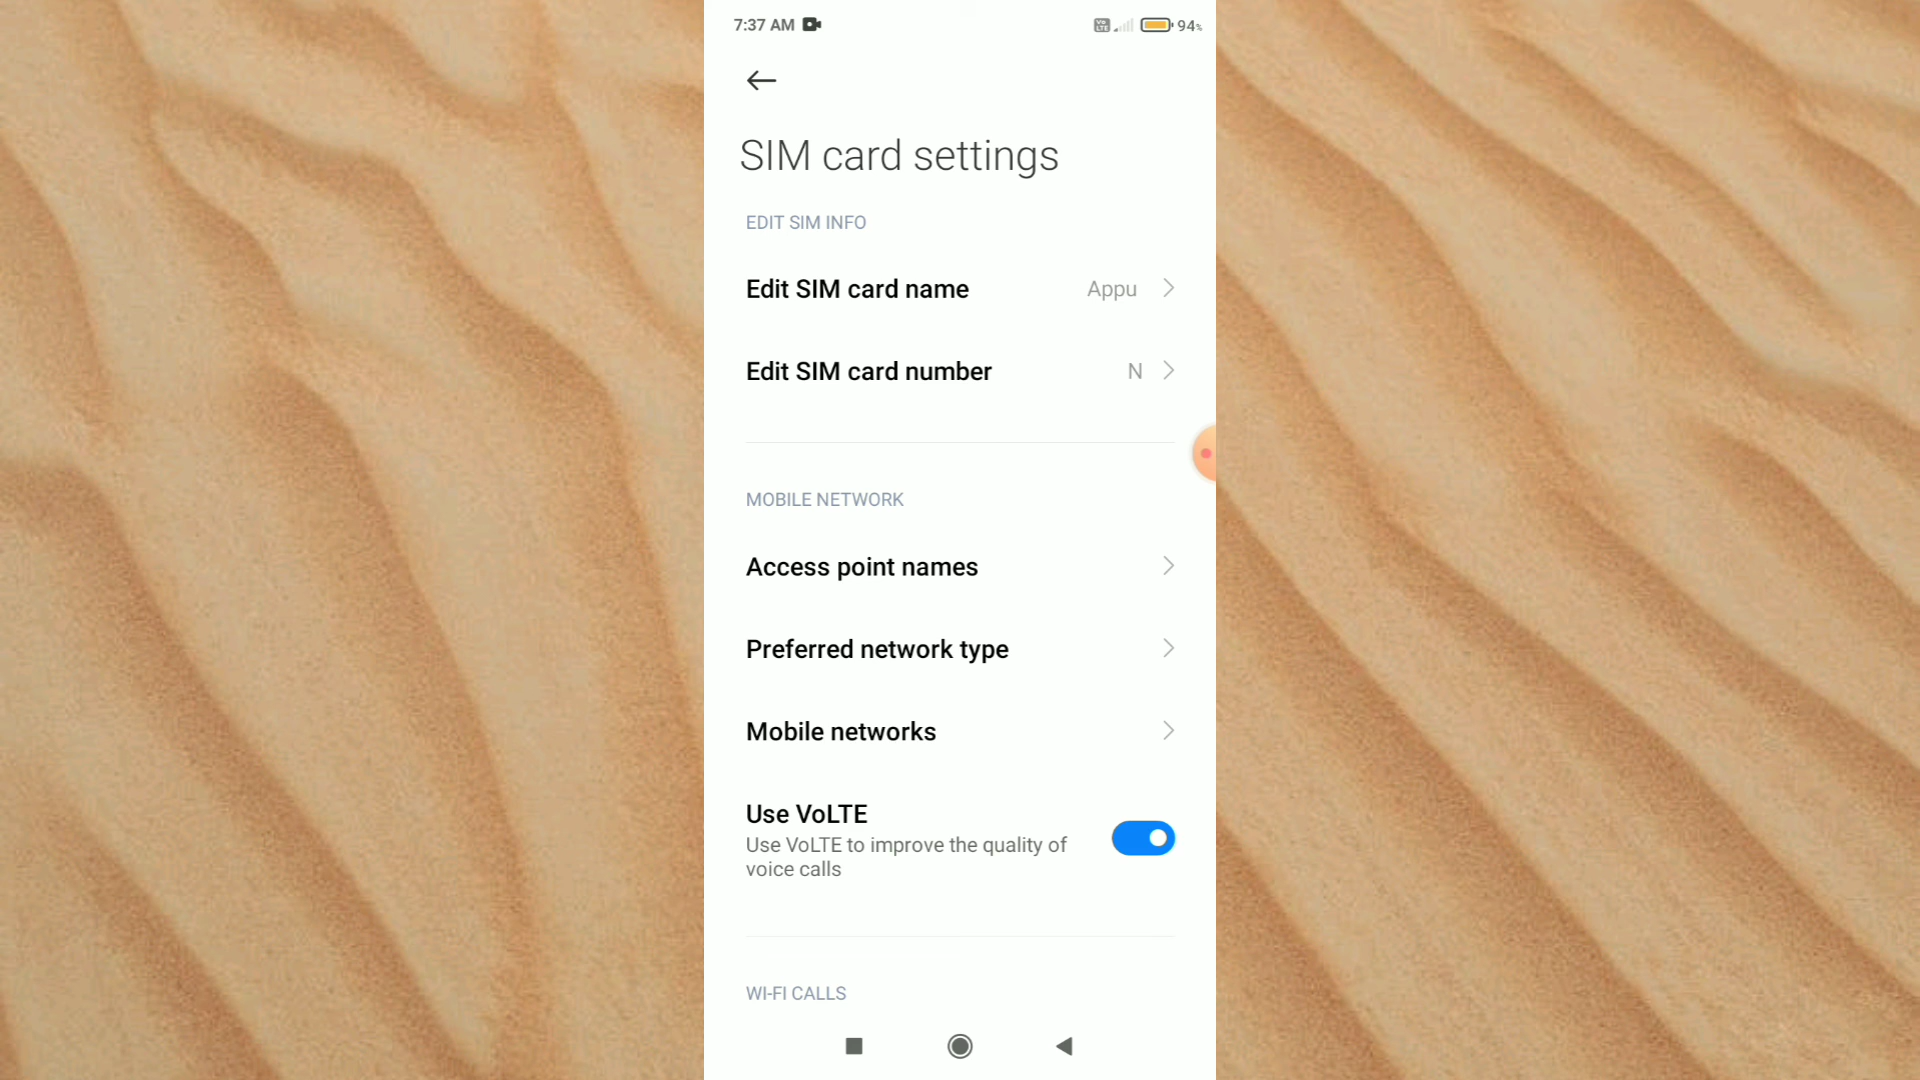 7:37 AM Vo LTE 94%
SIM card settings
EDIT SIM INFO
Edit SIM card name Appu
Edit SIM card number N
MOBILE NETWORK
Access point names
Preferred network type
Mobile networks
Use VoLTE
Use VoLTE to improve the quality of
voice calls
WI-FI CALLS